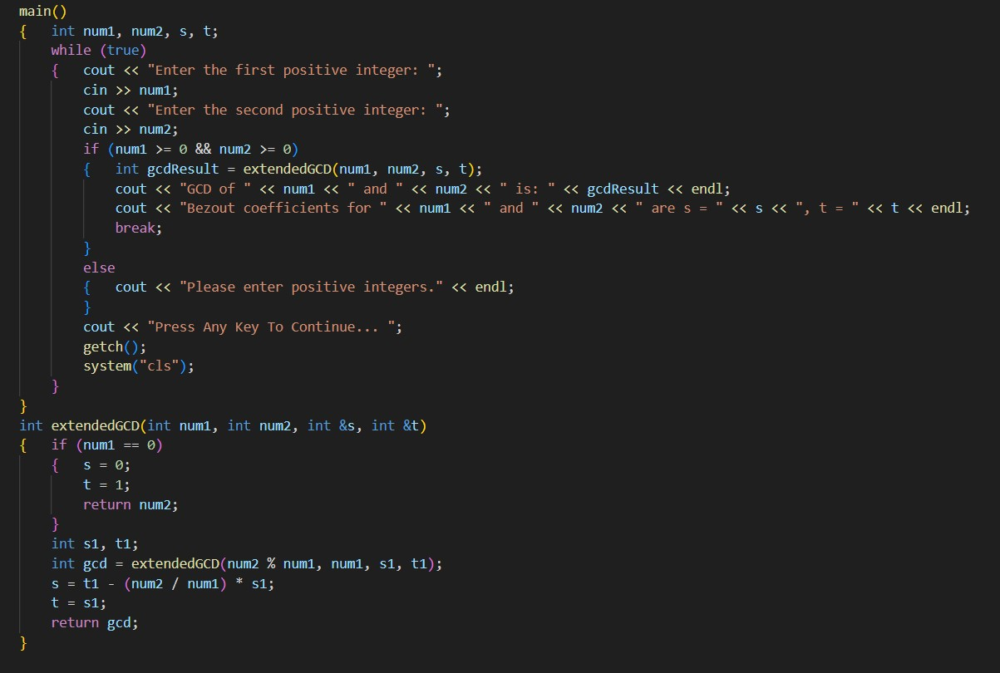 main()
{   int num1, num2, s, t;
    while (true)
    {   cout << "Enter the first positive integer: ";
        cin >> num1;
        cout << "Enter the second positive integer: ";
        cin >> num2;
        if (num1 >= 0 && num2 >= 0)
        {   int gcdResult = extendedGCD(num1, num2, s, t);
            cout << "GCD of " << num1 << " and " << num2 << " is: " << gcdResult << endl;
            cout << "Bezout coefficients for " << num1 << " and " << num2 << " are s = " << s << ", t = " << t << endl;
            break;
        }
        else
        {   cout << "Please enter positive integers." << endl;
        }
        cout << "Press Any Key To Continue... ";
        getch();
        system("cls");
    }
}
int extendedGCD(int num1, int num2, int &s, int &t)
{   if (num1 == 0)
    {   s = 0;
        t = 1;
        return num2;
    }
    int s1, t1;
    int gcd = extendedGCD(num2 % num1, num1, s1, t1);
    s = t1 - (num2 / num1) * s1;
    t = s1;
    return gcd;
}